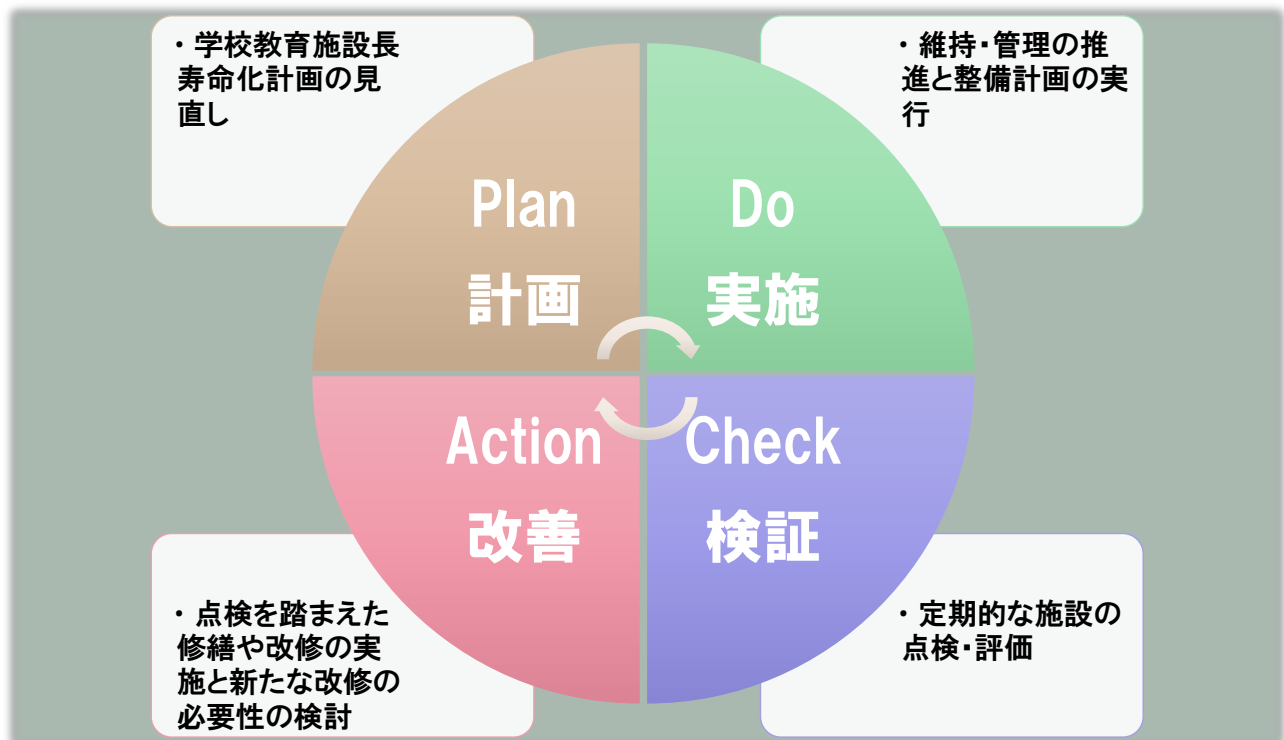 ・ 学校教育施設長
寿命化計画の見
直し
・ 維持・管理の推
進と整備計画の実
行
Plan
計画
Do
実施
Action
改善
Check
検証
・ 点検を踏まえた
修繕や改修の実
施と新たな改修の
必要性の検討
・ 定期的な施設の
点検・評価